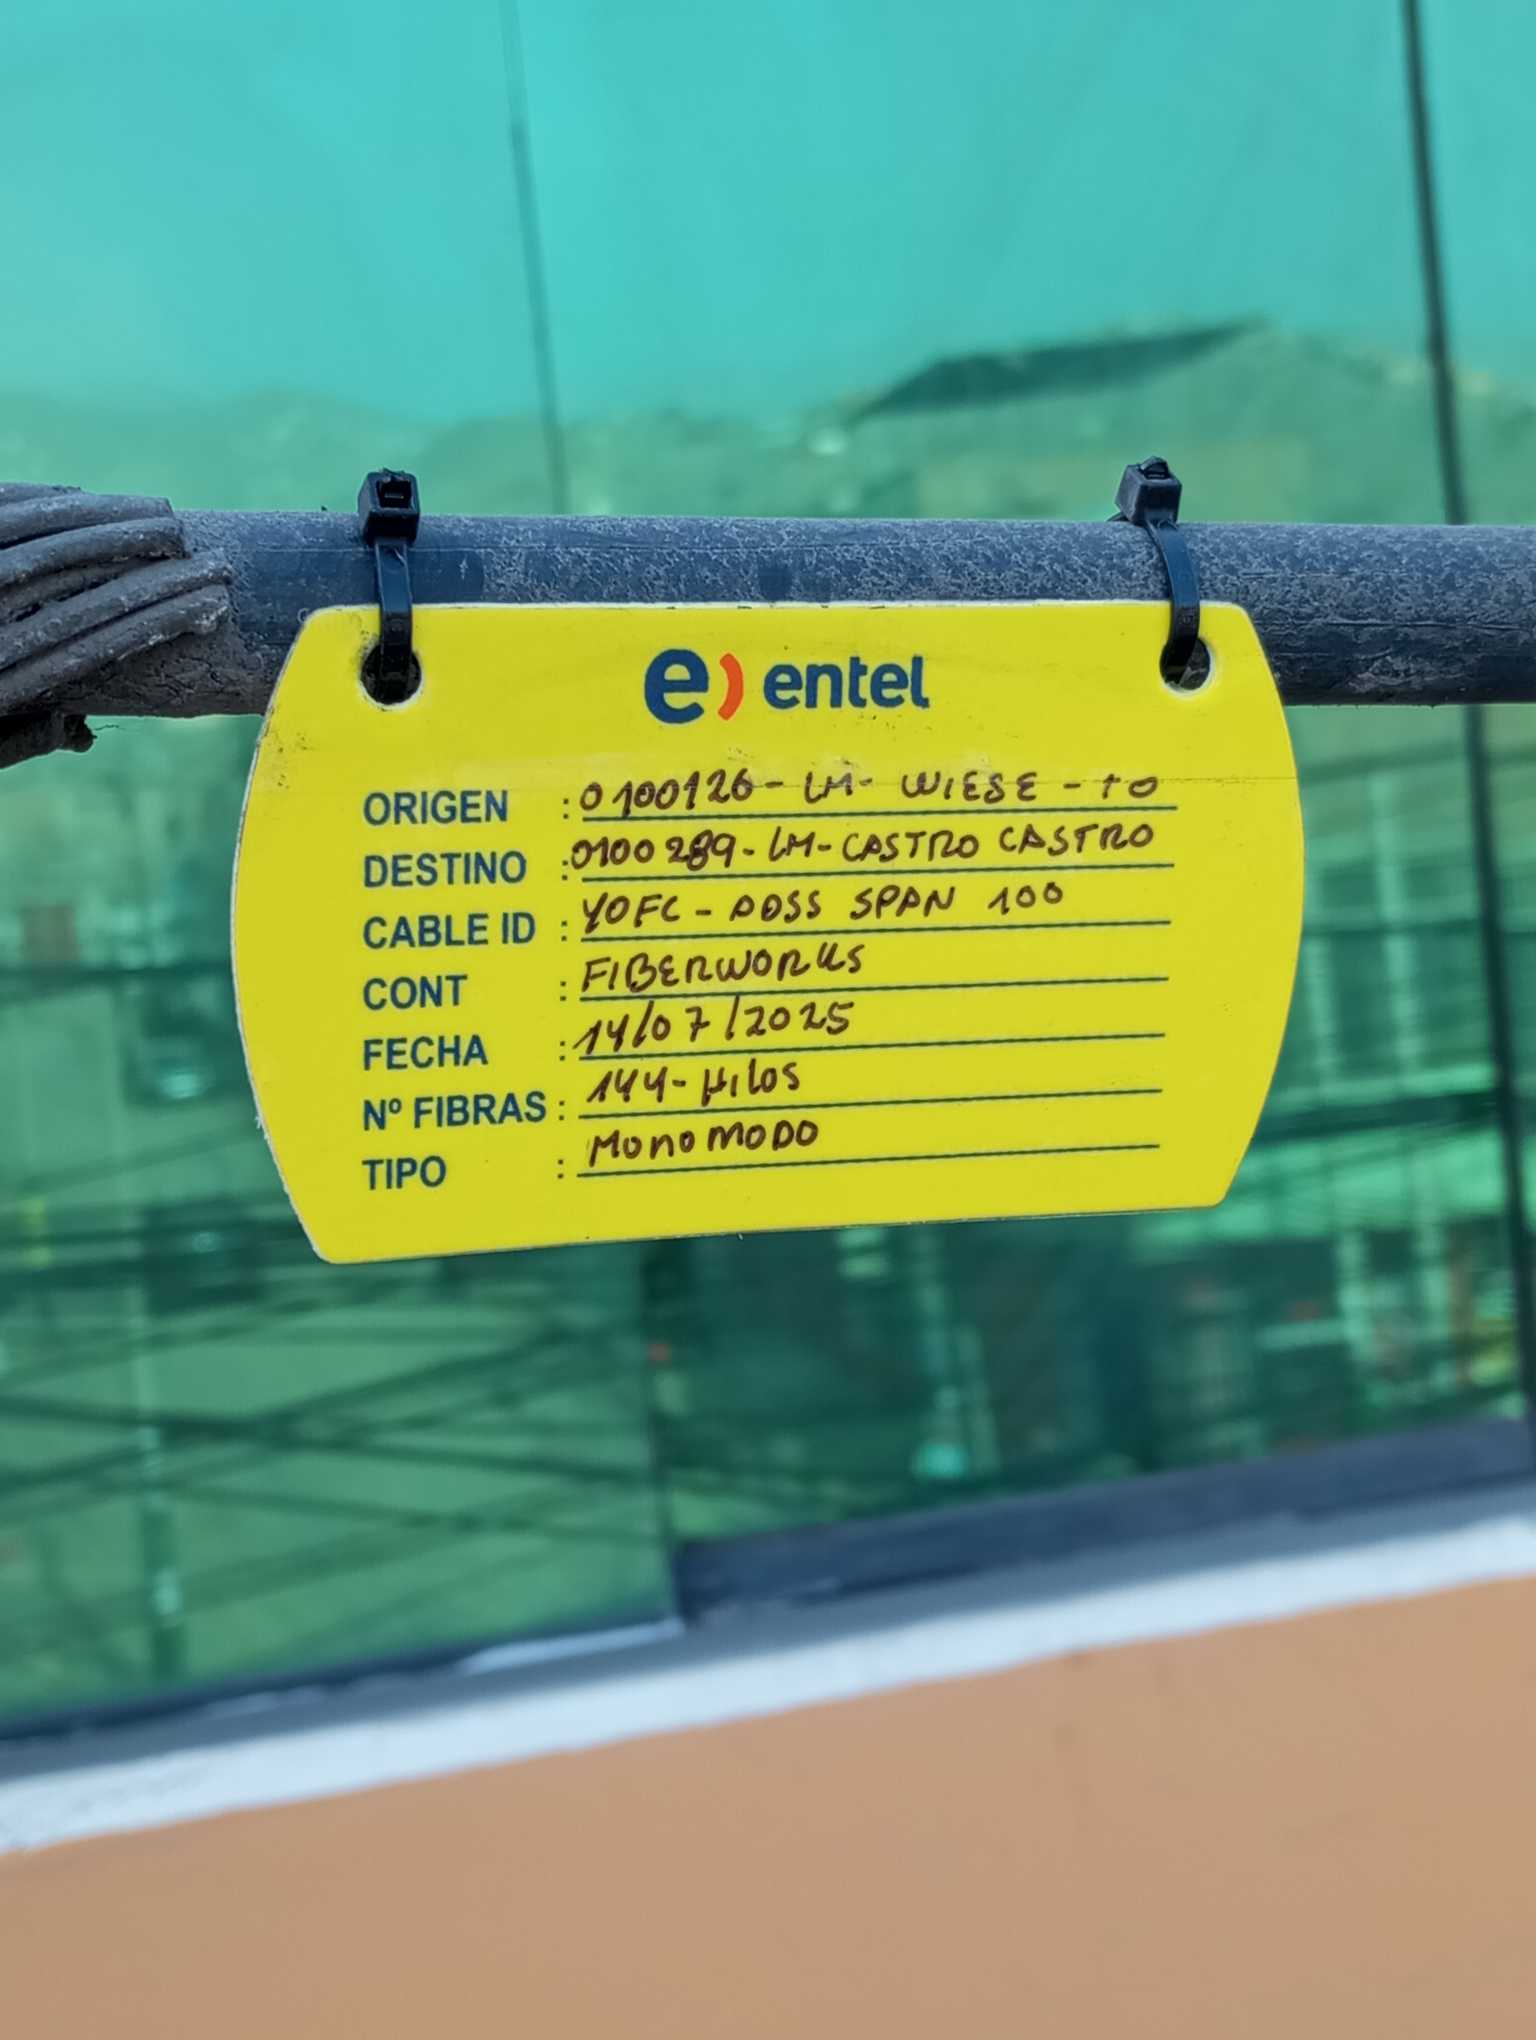 e) entel
ORIGEN : 0100126 - LM - WIESE - TO
DESTINO : 0100289 - LM - CASTRO CASTRO
CABLE ID : YOFC - ADSS SPAN 100
CONT : FIBERWORKS
FECHA : 14/07/2025
Nº FIBRAS : 144 - Hilos
TIPO : MONOMODO